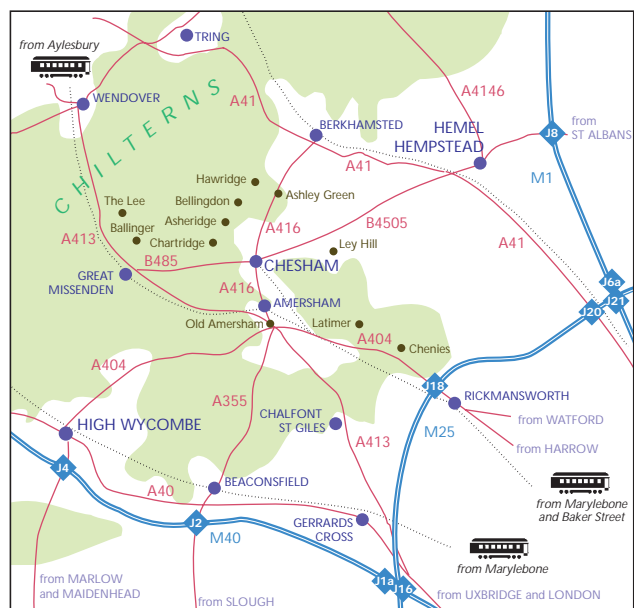 TRING
from Aylesbury
A4146
WENDOVER
CHILTERNS
A41
BERKHAMSTED
HEMEL
HEMPSTEAD
from
ST ALBANS
J8
M1
A41
Hawridge
Ashley Green
The Lee
Bellingdon
Asheridge
Ballinger
Chartridge
A416
B4505
Ley Hill
A413
B485
CHESHAM
A41
GREAT
MISSENDEN
A416
J6a
J21
J20
AMERSHAM
Old Amersham
Latimer
A404
Chenies
A404
J18
RICKMANSWORTH
A355
CHALFONT
ST GILES
from WATFORD
HIGH WYCOMBE
M25
from HARROW
A413
J4
BEACONSFIELD
A40
from Marylebone
and Baker Street
J2
M40
GERRARDS
CROSS
from Marylebone
J1a
J16
from MARLOW
and MAIDENHEAD
from SLOUGH
from UXBRIDGE and LONDON